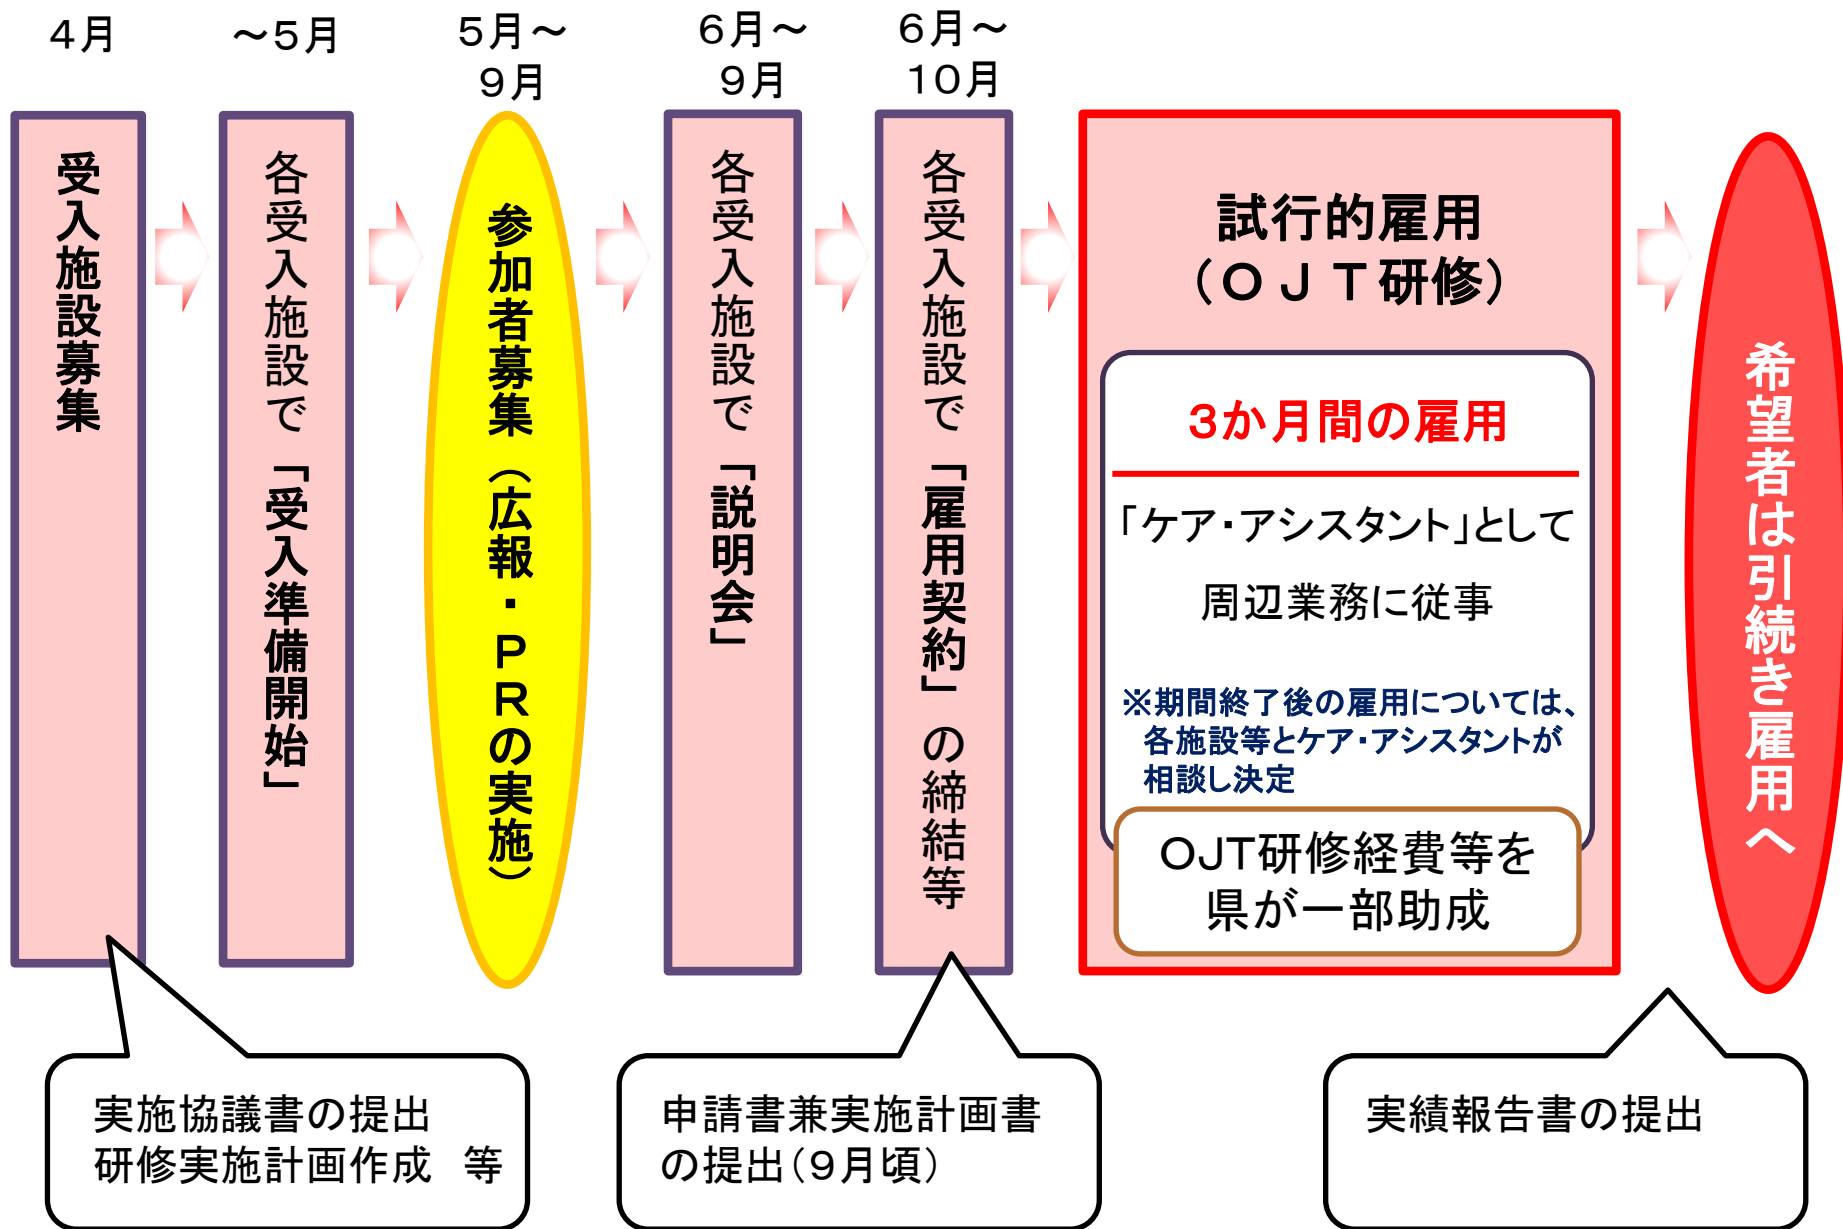 ４月
～５月
５月～
９月
６月～
９月
６月～
１０月
受入施設募集
各受入施設で「受入準備開始」
参加者募集（広報・ＰＲの実施）
各受入施設で「説明会」
各受入施設で「雇用契約」の締結等
試行的雇用
（ＯＪＴ研修）
３か月間の雇用
「ケア・アシスタント」として
周辺業務に従事
※期間終了後の雇用については、
各施設等とケア・アシスタントが
相談し決定
OJT研修経費等を
県が一部助成
希望者は引続き雇用へ
実施協議書の提出
研修実施計画作成　等
申請書兼実施計画書
の提出（９月頃）
実績報告書の提出